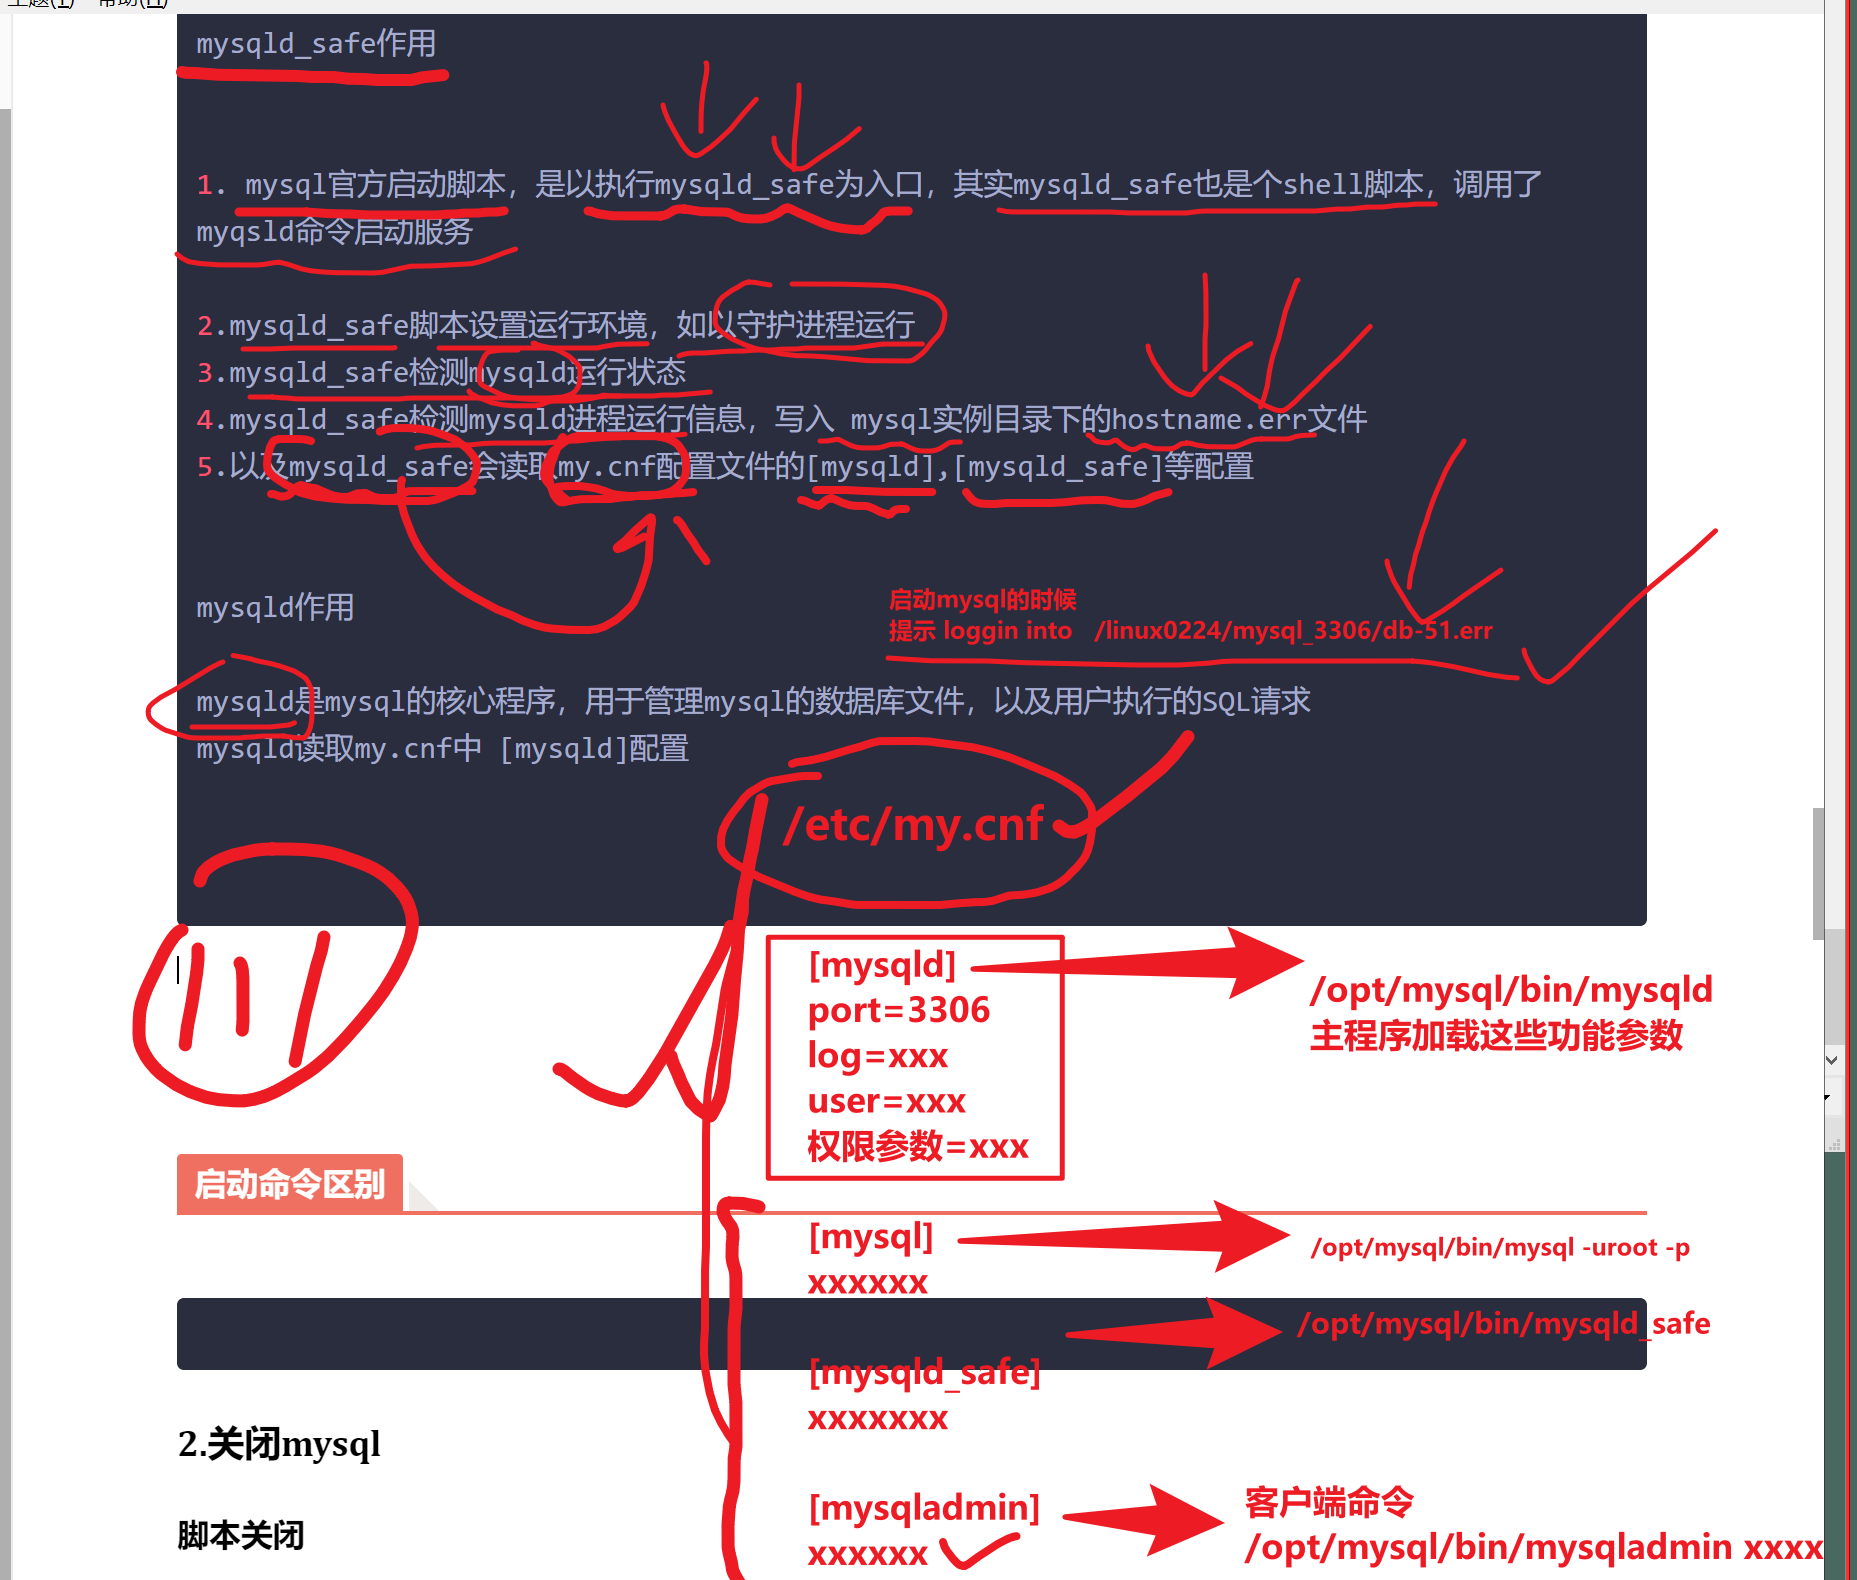 主题(T) 帮助(H)
mysqld_safe作用
1. mysql官方启动脚本，是以执行mysqld_safe为入口，其实mysqld_safe也是个shell脚本，调用了
myqsld命令启动服务
2.mysqld_safe脚本设置运行环境，如以守护进程运行
3.mysqld_safe检测mysqld运行状态
4.mysqld_safe检测mysqld进程运行信息，写入 mysql实例目录下的hostname.err文件
5.以及mysqld_safe会读取my.cnf配置文件的[mysqld],[mysqld_safe]等配置
mysqld作用
启动mysql的时候
提示 loggin into /linux0224/mysql_3306/db-51.err
mysqld是mysql的核心程序，用于管理mysql的数据库文件，以及用户执行的SQL请求
mysqld读取my.cnf中 [mysqld]配置
/etc/my.cnf
[mysqld]
port=3306
log=xxx
user=xxx
权限参数=xxx
/opt/mysql/bin/mysqld
主程序加载这些功能参数
启动命令区别
[mysql]
xxxxxx
/opt/mysql/bin/mysql -uroot -p
/opt/mysql/bin/mysqld_safe
[mysqld_safe]
xxxxxxx
2.关闭mysql
脚本关闭
[mysqladmin]
xxxxxx
客户端命令
/opt/mysql/bin/mysqladmin xxxx